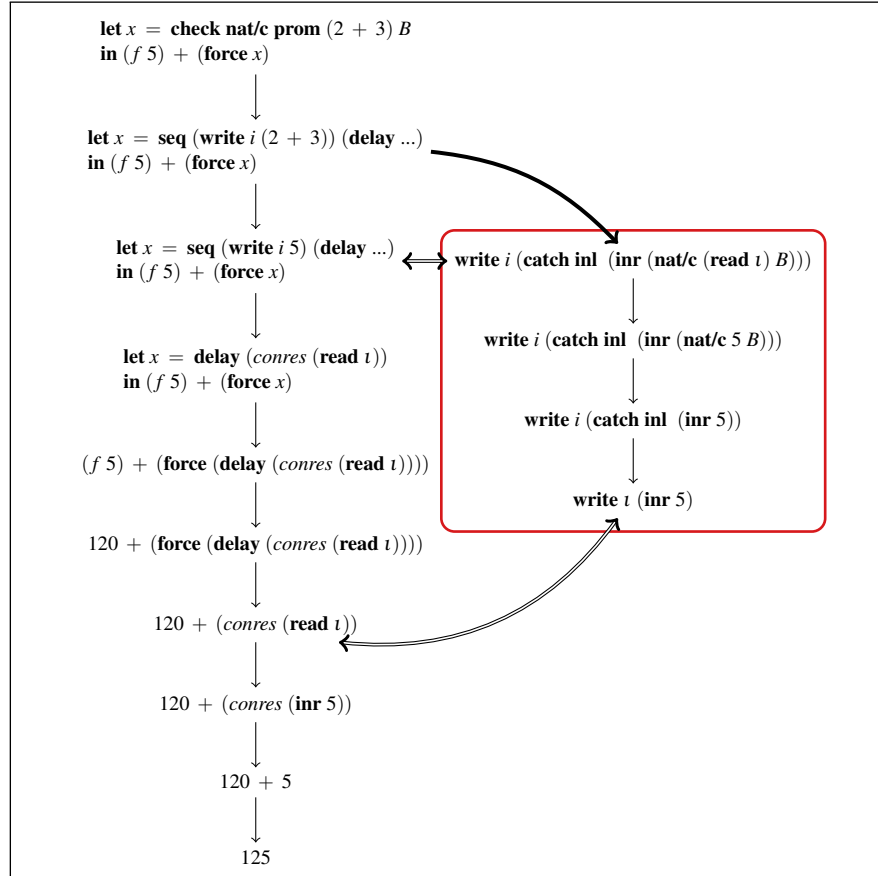 let x = check nat/c prom (2 + 3) B
in (f 5) + (force x)
let x = seq (write i (2 + 3)) (delay ...)
in (f 5) + (force x)
let x = seq (write i 5) (delay ...)
in (f 5) + (force x)
let x = delay (conres (read ι))
in (f 5) + (force x)
(f 5) + (force (delay (conres (read ι))))
120 + (force (delay (conres (read ι))))
120 + (conres (read ι))
120 + (conres (inr 5))
120 + 5
125
write i (catch inl (inr (nat/c (read ι) B)))
write i (catch inl (inr (nat/c 5 B)))
write i (catch inl (inr 5))
write ι (inr 5)